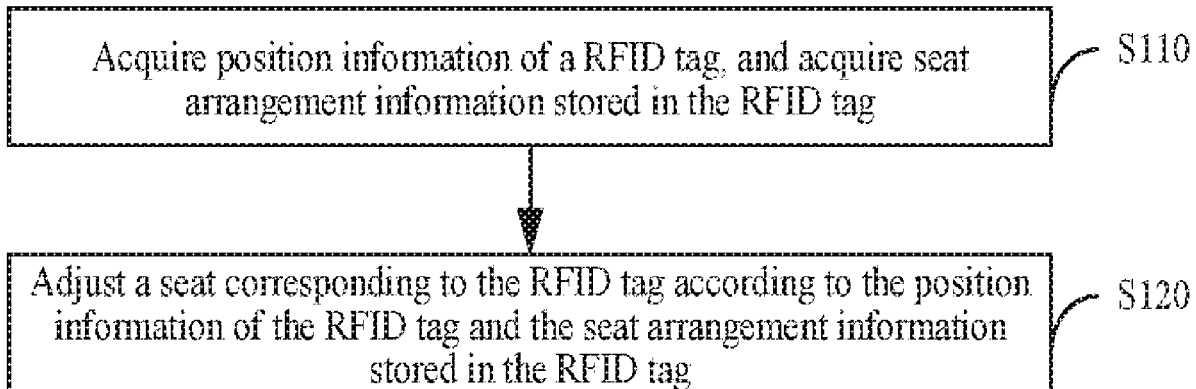 Acquire position information of a RFID tag, and acquire seat
arrangement information stored in the RFID tag
S110
Adjust a seat corresponding to the RFID tag according to the position
information of the RFID tag and the seat arrangement information
stored in the RFID tag
S120